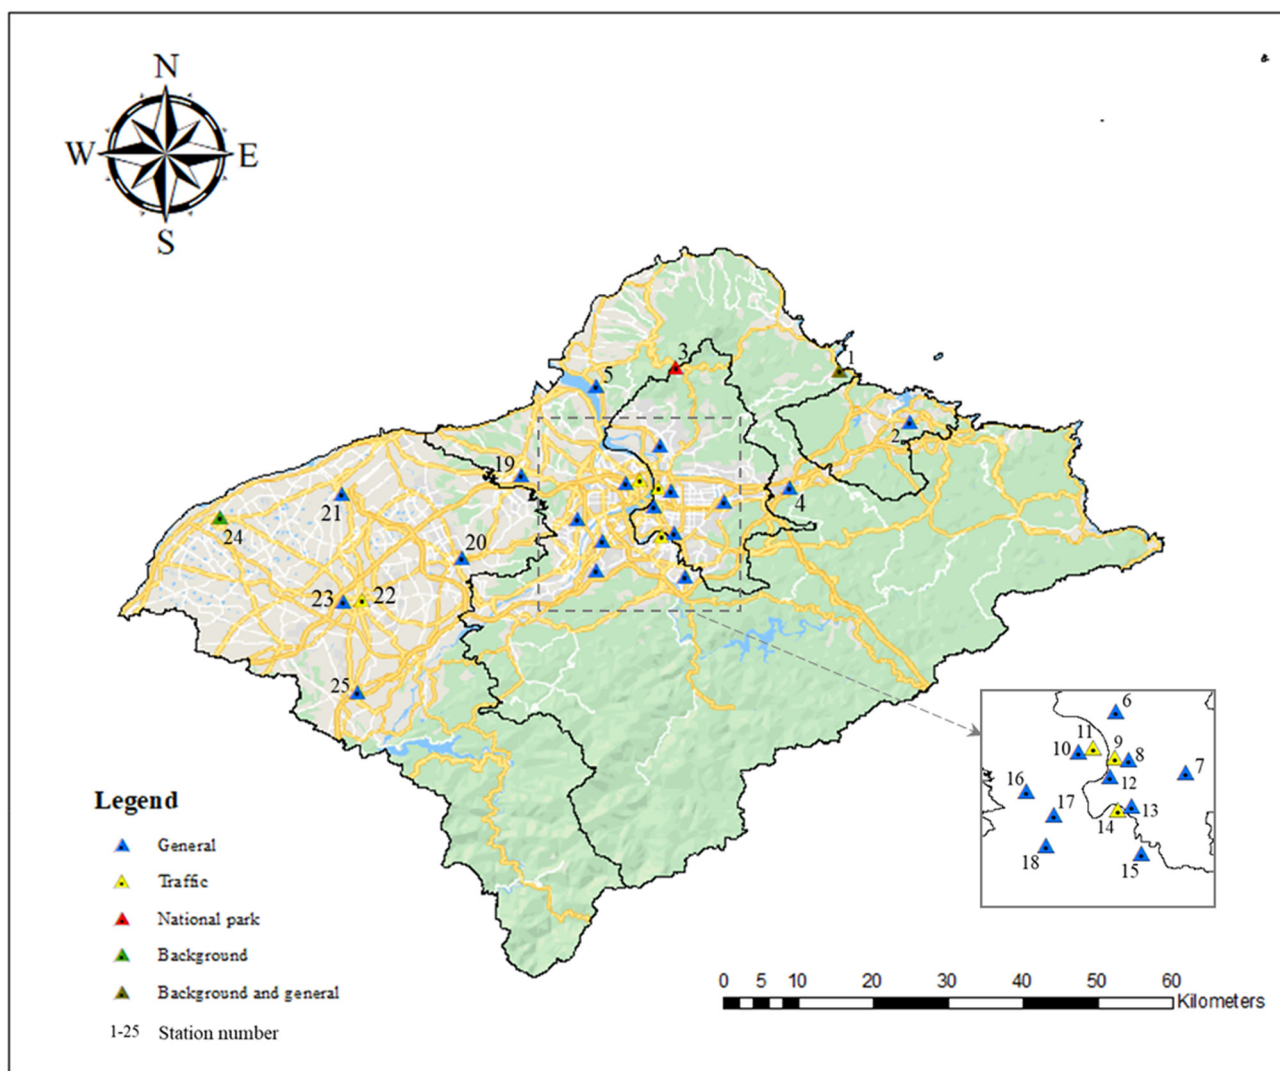 N
W E
S
3
1
5
2
19
4
21
24
20
23 22
25
6
11
9
10
8
7
12
16
17
13
14
18
15
Legend
General
Traffic
National park
Background
Background and general
1-25 Station number
0 5 10 20 30 40 50 60
Kilometers